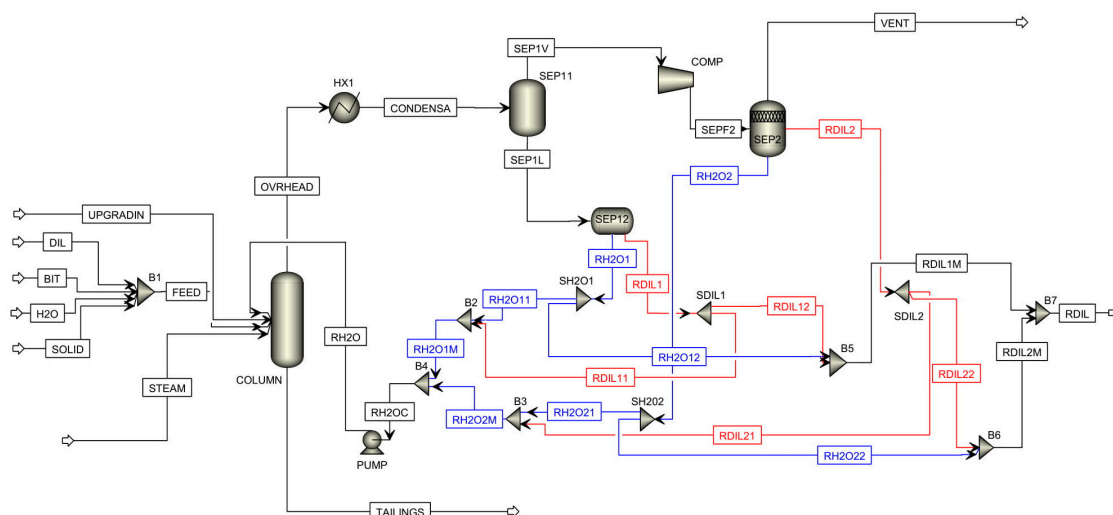 VENT
SEP1V
COMP
SEP11
HX1
CONDENSA
SEPF2
SEP2
RDIL2
SEP1L
RH2O2
OVRHEAD
UPGRADIN
SEP12
DIL
RH2O1
B1
RDIL1
SH2O1
RDIL1M
BIT
FEED
RH2O11
SDIL1
RDIL12
B7
B2
SDIL2
RDIL
H2O
RH2O
RH2O1M
RH2O12
B5
RDIL2M
SOLID
B4
RDIL11
RDIL22
COLUMN
STEAM
B3
SH202
RH2OC
RH2O2M
RH2O21
B6
RDIL21
PUMP
RH2O22
TAILINGS